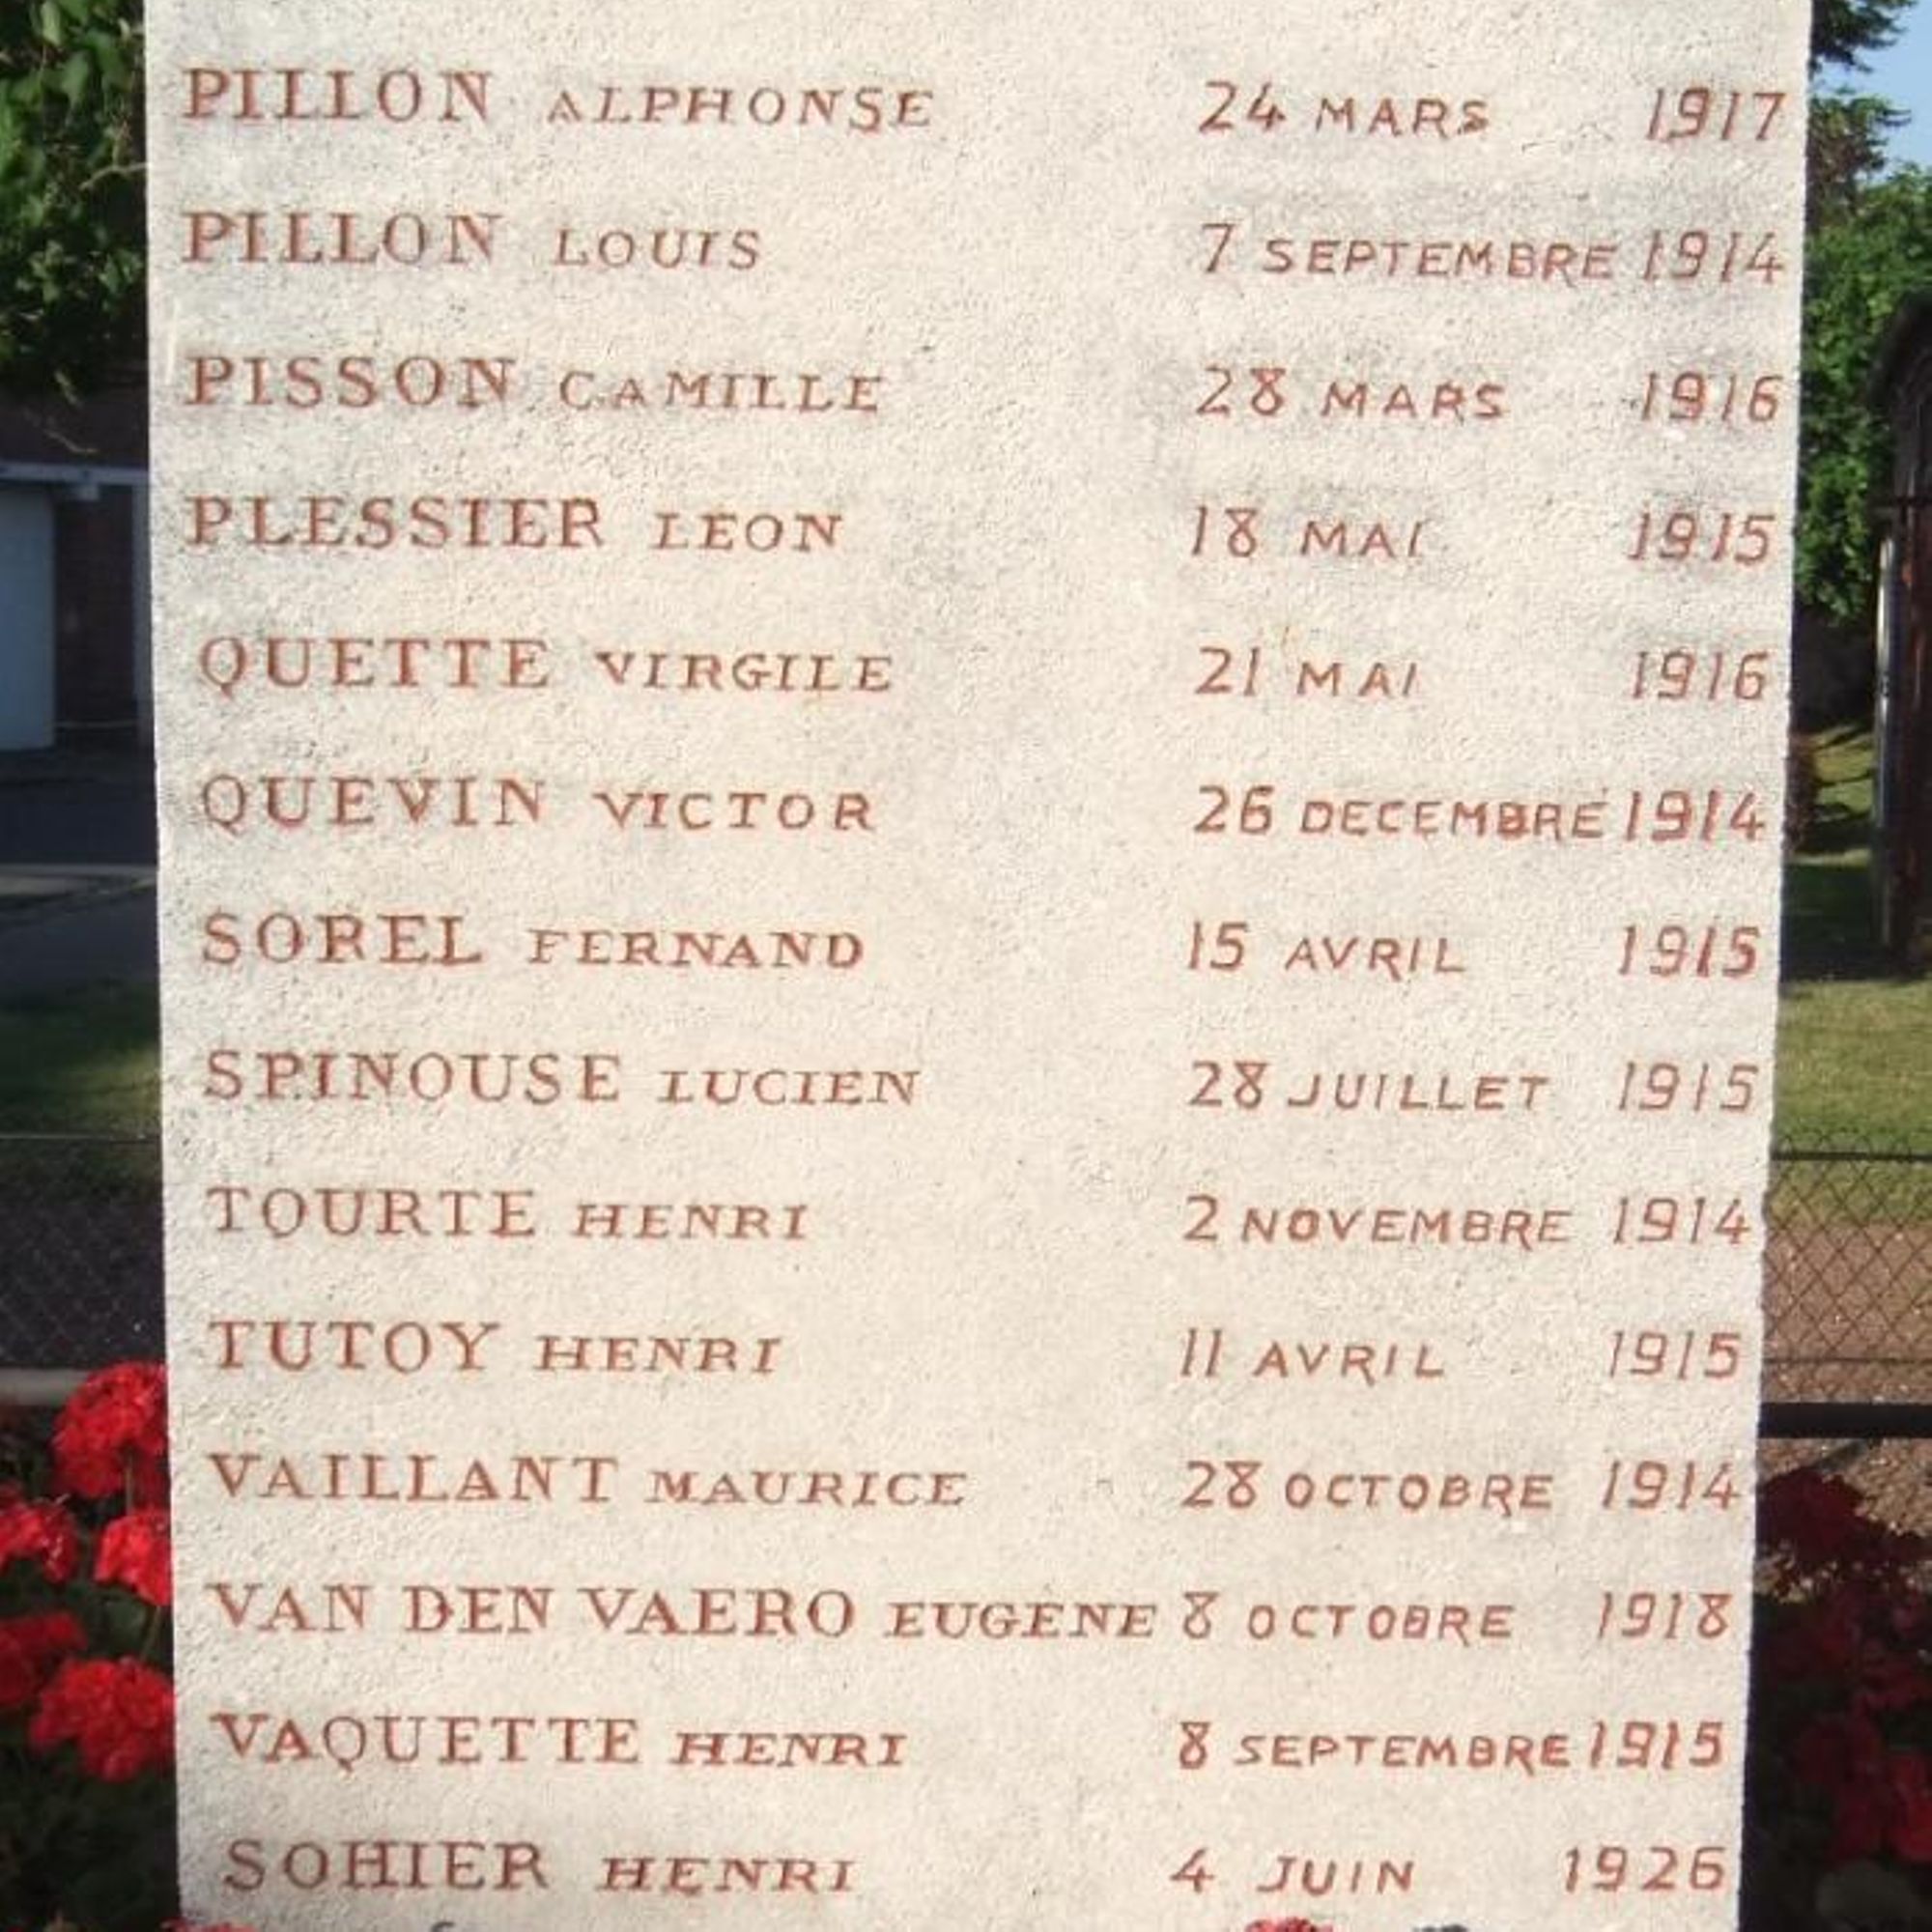 PILLON ALPHONSE 24 MARS 1917
PILLON LOUIS 7 SEPTEMBRE 1914
PISSON CAMILLE 28 MARS 1916
PLESSIER LEON 18 MAI 1915
QUETTE VIRGILE 21 MAI 1916
QUEVIN VICTOR 26 DECEMBRE 1914
SOREL FERNAND 15 AVRIL 1915
SPINOUSE LUCIEN 28 JUILLET 1915
TOURTE HENRI 2 NOVEMBRE 1914
TUTOY HENRI 11 AVRIL 1915
VAILLANT MAURICE 28 OCTOBRE 1914
VAN DEN VAERO EUGÈNE 8 OCTOBRE 1918
VAQUETTE HENRI 8 SEPTEMBRE 1915
SOHIER HENRI 4 JUIN 1926